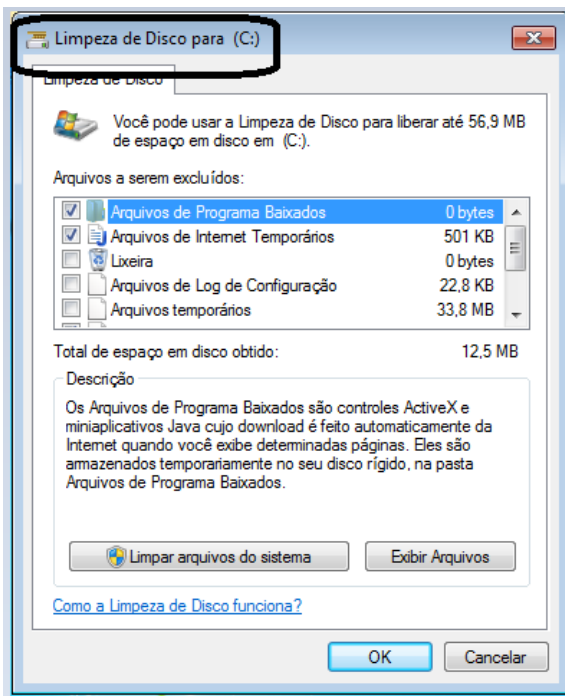 Limpeza de Disco para (C:)
Limpeza de Disco
Você pode usar a Limpeza de Disco para liberar até 56,9 MB
de espaço em disco em (C:).
Arquivos a serem excluídos:
Arquivos de Programa Baixados 0 bytes
Arquivos de Internet Temporários 501 KB
Lixeira 0 bytes
Arquivos de Log de Configuração 22,8 KB
Arquivos temporários 33,8 MB
Total de espaço em disco obtido: 12,5 MB
Descrição
Os Arquivos de Programa Baixados são controles ActiveX e
miniaplicativos Java cujo download é feito automaticamente da
Internet quando você exibe determinadas páginas. Eles são
armazenados temporariamente no seu disco rígido, na pasta
Arquivos de Programa Baixados.
Limpar arquivos do sistema Exibir Arquivos
Como a Limpeza de Disco funciona?
OK Cancelar